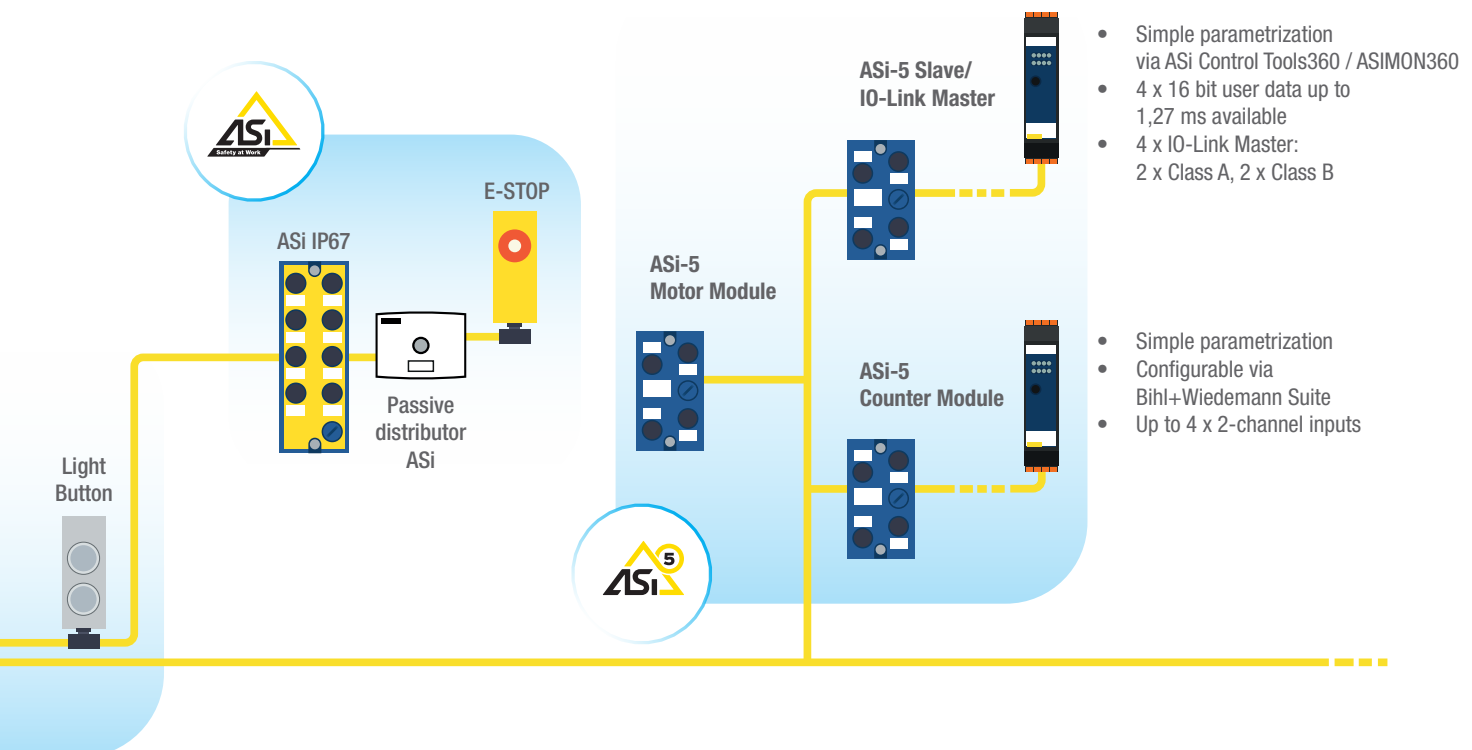 ASi
Safety at Work
E-STOP
ASi IP67
Passive
distributor
ASi
Light
Button
ASi-5 Slave/
IO-Link Master
• Simple parametrization
via ASi Control Tools360 / ASIMON360
• 4 x 16 bit user data up to
1,27 ms available
• 4 x IO-Link Master:
2 x Class A, 2 x Class B
ASi-5
Motor Module
ASi-5
Counter Module
• Simple parametrization
• Configurable via
Bihl+Wiedemann Suite
• Up to 4 x 2-channel inputs
ASi 5